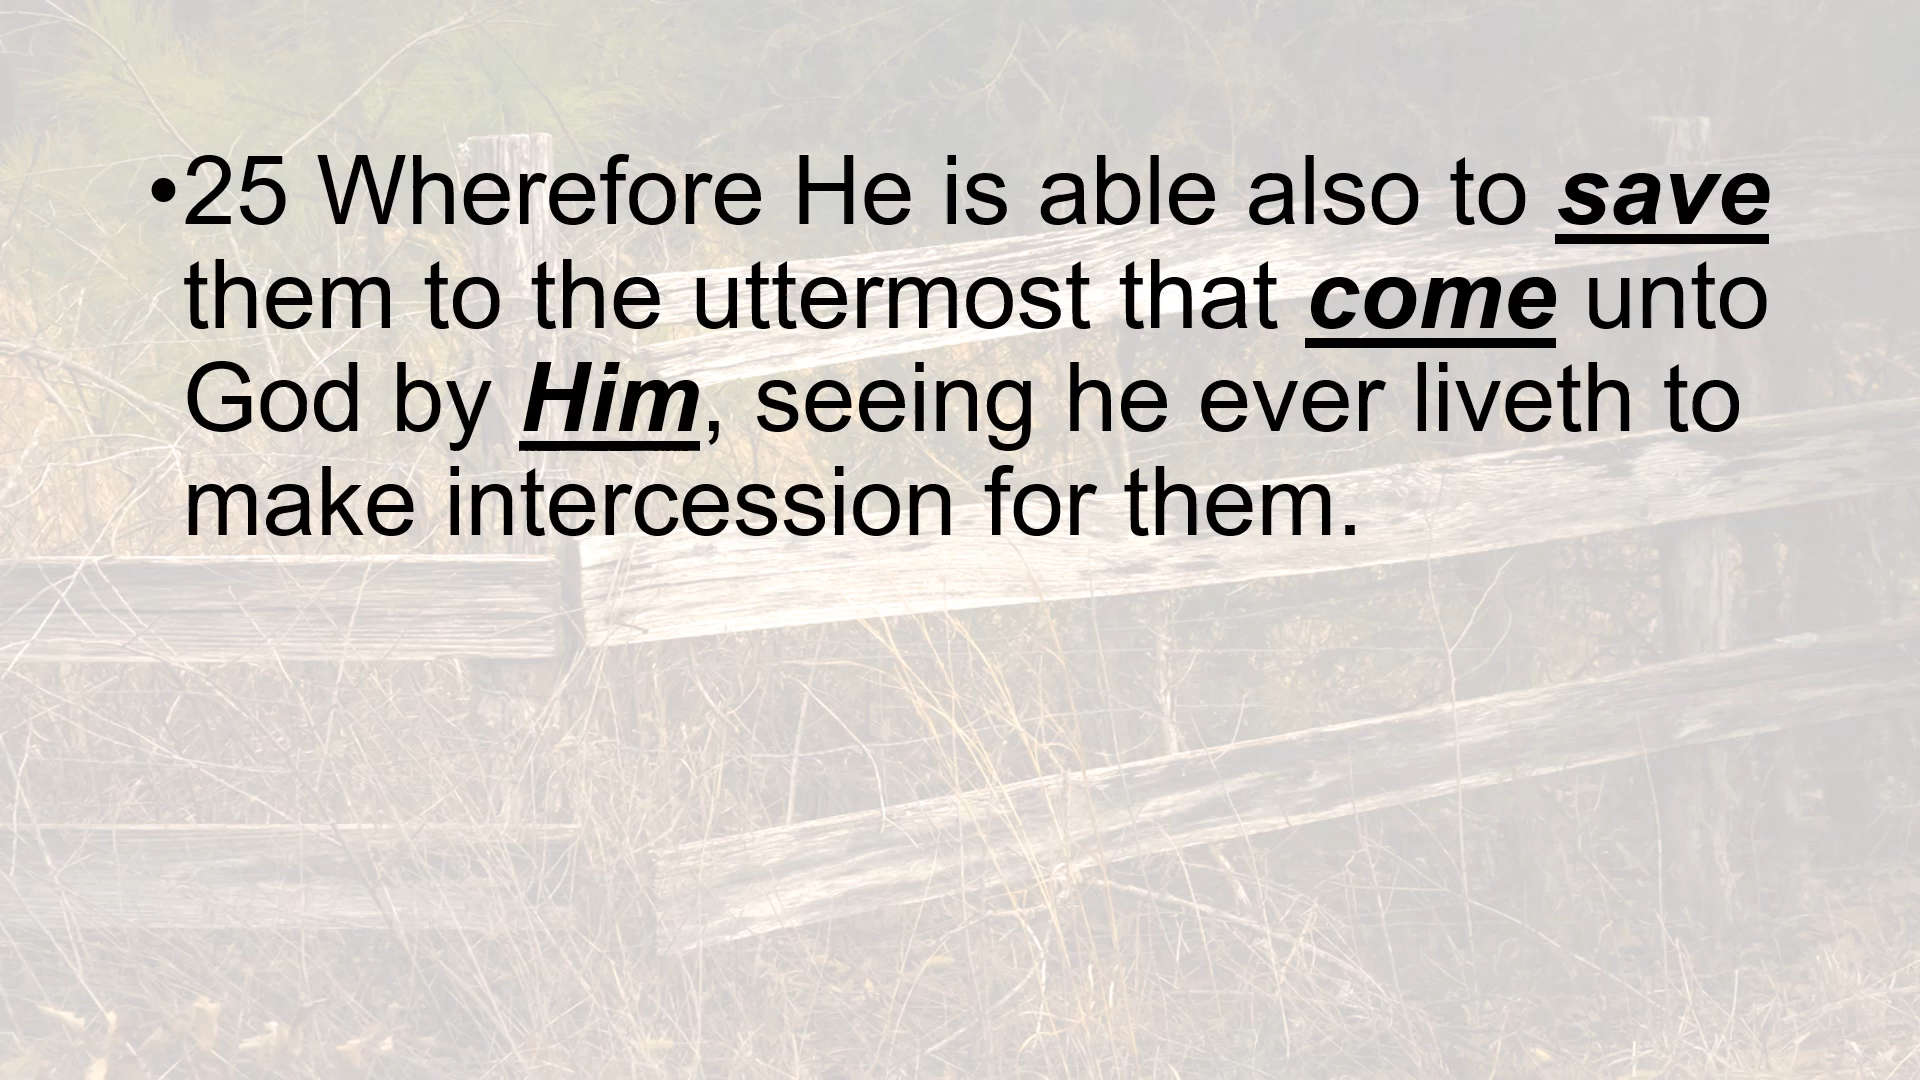 •25 Wherefore He is able also to save
them to the uttermost that come unto
God by Him, seeing he ever liveth to
make intercession for them.